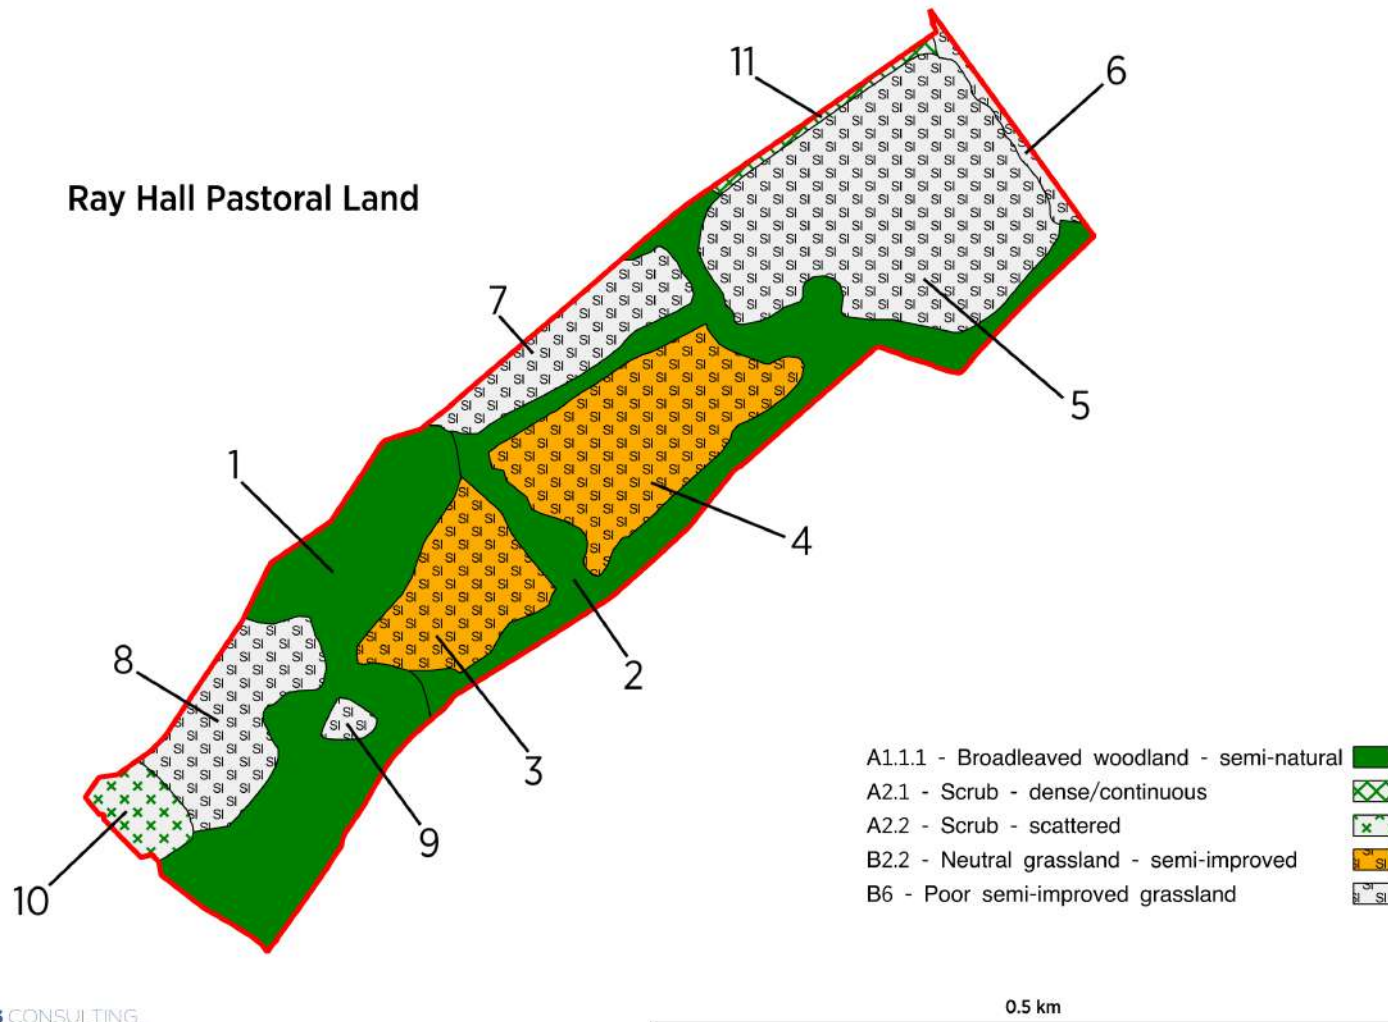 11
6
Ray Hall Pastoral Land
7
5
1
4
8
2
3
9
10
A1.1.1 - Broadleaved woodland - semi-natural
A2.1 - Scrub - dense/continuous
A2.2 - Scrub - scattered
B2.2 - Neutral grassland - semi-improved
B6 - Poor semi-improved grassland
0.5 km
CONSULTING